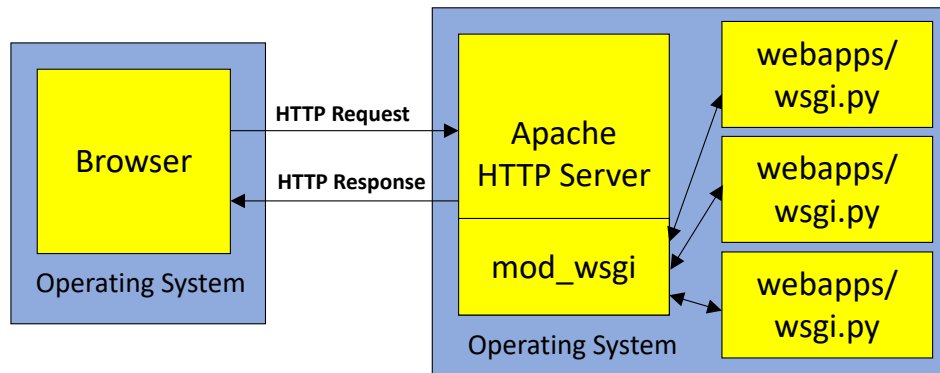 Browser
Operating System
HTTP Request
HTTP Response
Apache
HTTP Server
mod_wsgi
Operating System
webapps/
wsgi.py
webapps/
wsgi.py
webapps/
wsgi.py